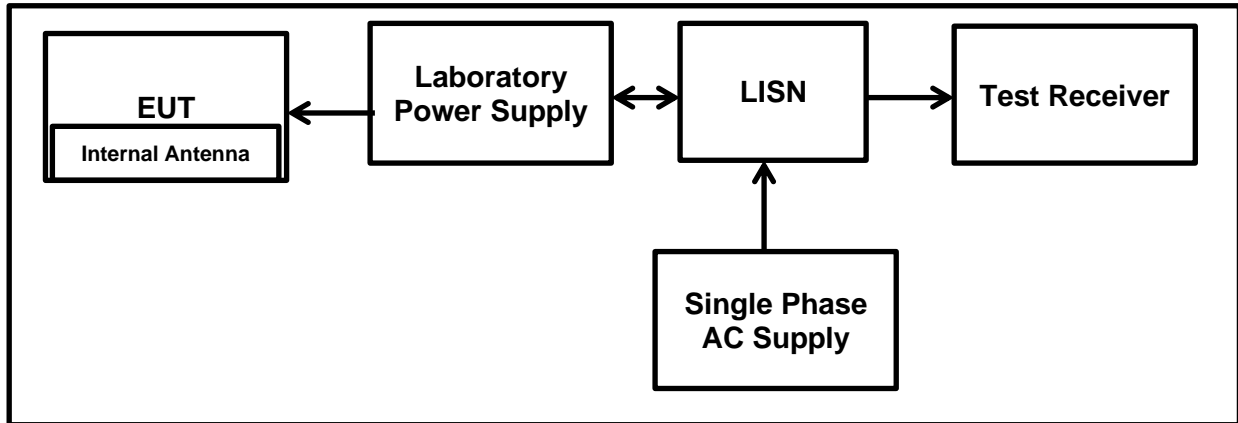 EUT
Internal Antenna
Laboratory
Power Supply
LISN
Test Receiver
Single Phase
AC Supply